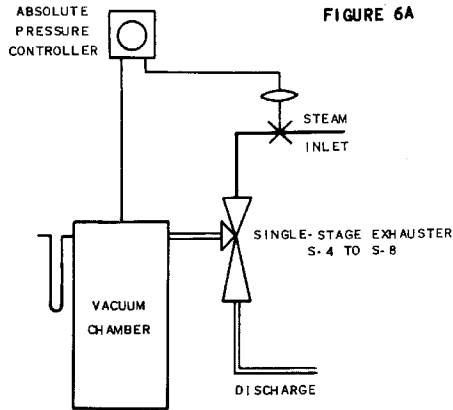 ABSOLUTE
PRESSURE
CONTROLLER
FIGURE 6A
STEAM
INLET
SINGLE-STAGE EXHAUSTER
S-4 TO S-8
VACUUM
CHAMBER
DISCHARGE